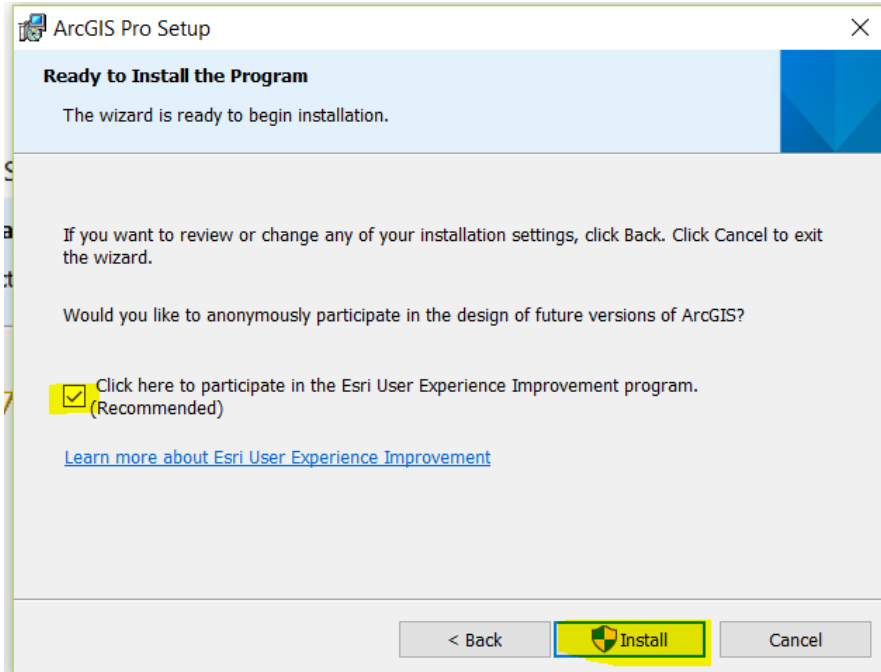 ArcGIS Pro Setup
Ready to Install the Program
The wizard is ready to begin installation.
If you want to review or change any of your installation settings, click Back. Click Cancel to exit
the wizard.
Would you like to anonymously participate in the design of future versions of ArcGIS?
Click here to participate in the Esri User Experience Improvement program.
(Recommended)
Learn more about Esri User Experience Improvement
< Back
Install
Cancel